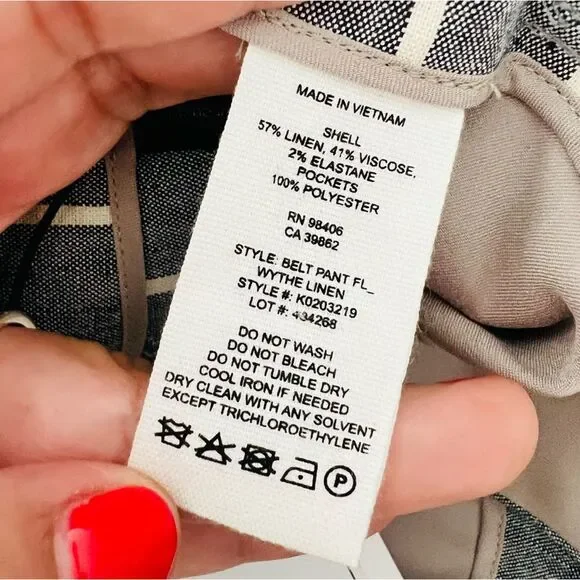 MADE IN VIETNAM
SHELL
57% LINEN, 41% VISCOSE,
2% ELASTANE
POCKETS
100% POLYESTER
RN 98406
CA 39862
STYLE: BELT PANT FL_
WYTHE LINEN
STYLE #: K0203219
LOT #: 434268
DO NOT WASH
DO NOT BLEACH
DO NOT TUMBLE DRY
COOL IRON IF NEEDED
DRY CLEAN WITH ANY SOLVENT
EXCEPT TRICHLOROETHYLENE
P